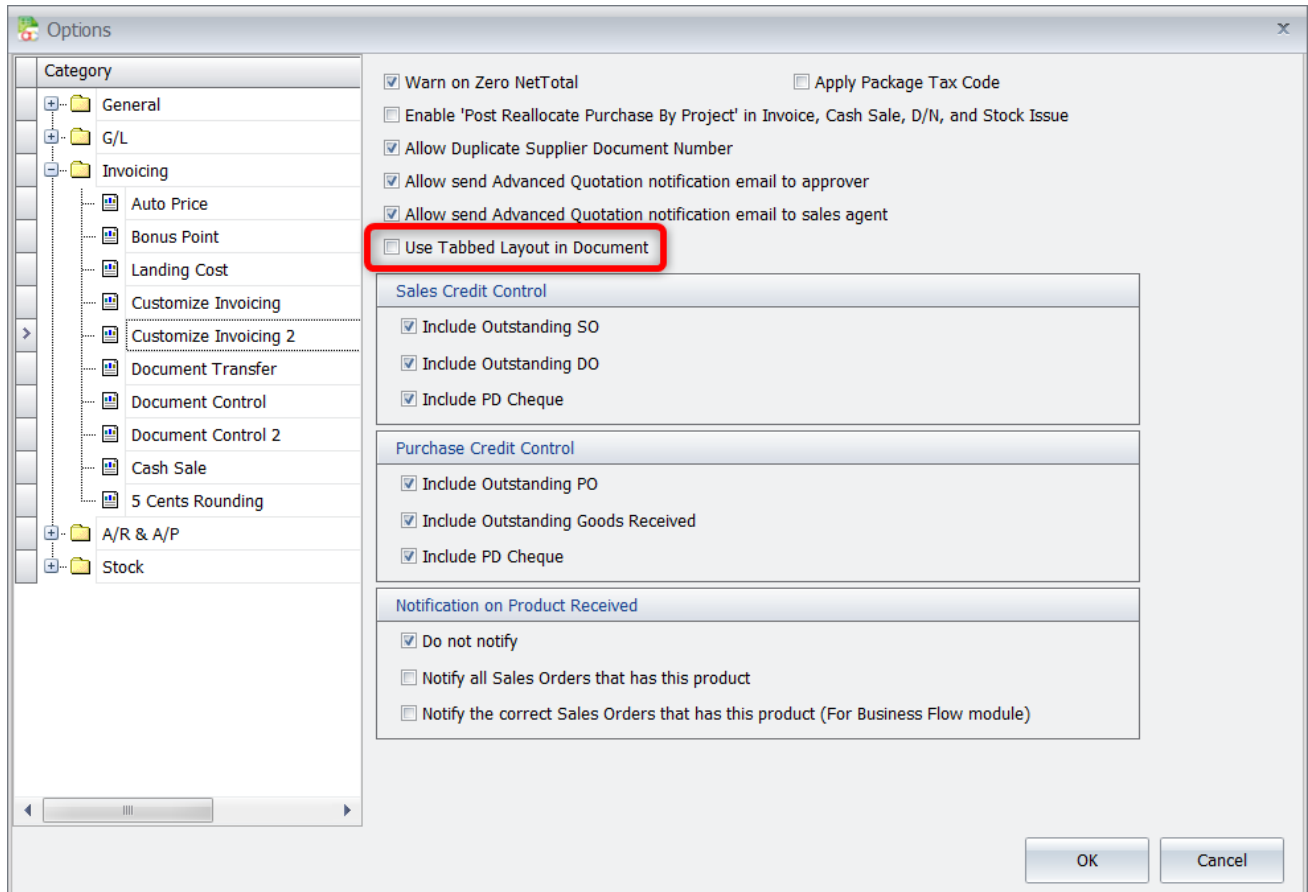 Options
Category
General
G/L
Invoicing
Auto Price
Bonus Point
Landing Cost
Customize Invoicing
Customize Invoicing 2
Document Transfer
Document Control
Document Control 2
Cash Sale
5 Cents Rounding
A/R & A/P
Stock
Warn on Zero NetTotal Apply Package Tax Code
Enable 'Post Reallocate Purchase By Project' in Invoice, Cash Sale, D/N, and Stock Issue
Allow Duplicate Supplier Document Number
Allow send Advanced Quotation notification email to approver
Allow send Advanced Quotation notification email to sales agent
Use Tabbed Layout in Document
Sales Credit Control
Include Outstanding SO
Include Outstanding DO
Include PD Cheque
Purchase Credit Control
Include Outstanding PO
Include Outstanding Goods Received
Include PD Cheque
Notification on Product Received
Do not notify
Notify all Sales Orders that has this product
Notify the correct Sales Orders that has this product (For Business Flow module)
OK Cancel